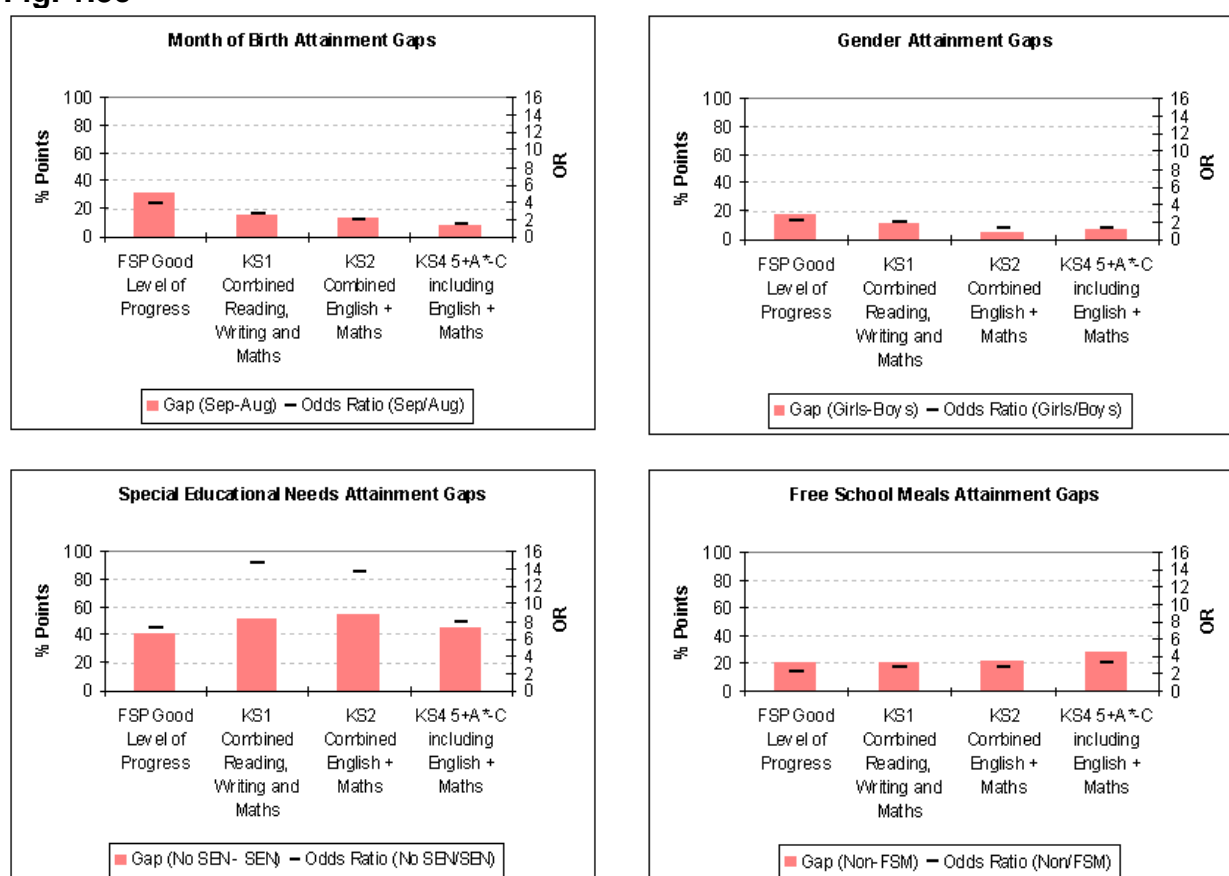 Month of Birth Attainment Gaps
% Points
100
80
60
40
20
0
16
14
12
10
8
6
4
2
0
OR
FSP Good Level of Progress
KS1 Combined Reading, Writing and Maths
KS2 Combined English + Maths
KS4 5+A*-C including English + Maths
Gap (Sep-Aug) Odds Ratio (Sep/Aug)
Gender Attainment Gaps
% Points
100
80
60
40
20
0
16
14
12
10
8
6
4
2
0
OR
FSP Good Level of Progress
KS1 Combined Reading, Writing and Maths
KS2 Combined English + Maths
KS4 5+A*-C including English + Maths
Gap (Girls-Boys) Odds Ratio (Girls/Boys)
Special Educational Needs Attainment Gaps
% Points
100
80
60
40
20
0
16
14
12
10
8
6
4
2
0
OR
FSP Good Level of Progress
KS1 Combined Reading, Writing and Maths
KS2 Combined English + Maths
KS4 5+A*-C including English + Maths
Gap (No SEN- SEN) Odds Ratio (No SEN/SEN)
Free School Meals Attainment Gaps
% Points
100
80
60
40
20
0
16
14
12
10
8
6
4
2
0
OR
FSP Good Level of Progress
KS1 Combined Reading, Writing and Maths
KS2 Combined English + Maths
KS4 5+A*-C including English + Maths
Gap (Non-FSM) Odds Ratio (Non/FSM)